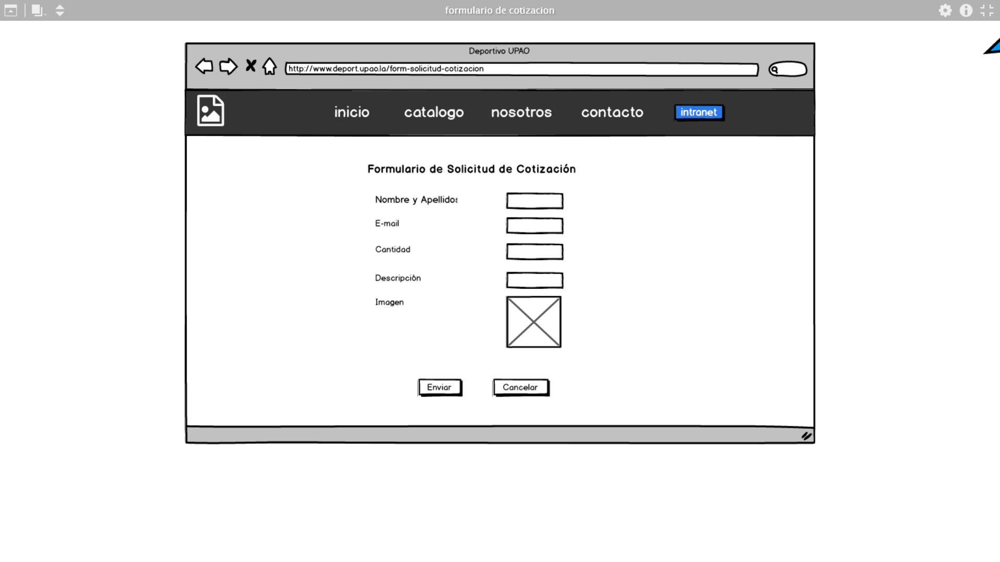 formulario de cotizacion
Deportivo UPAO
http://www.deport.upao.la/form-solicitud-cotizacion
inicio catalogo nosotros contacto intranet
Formulario de Solicitud de Cotización
Nombre y Apellidos
E-mail
Cantidad
Descripción
Imagen
Enviar Cancelar